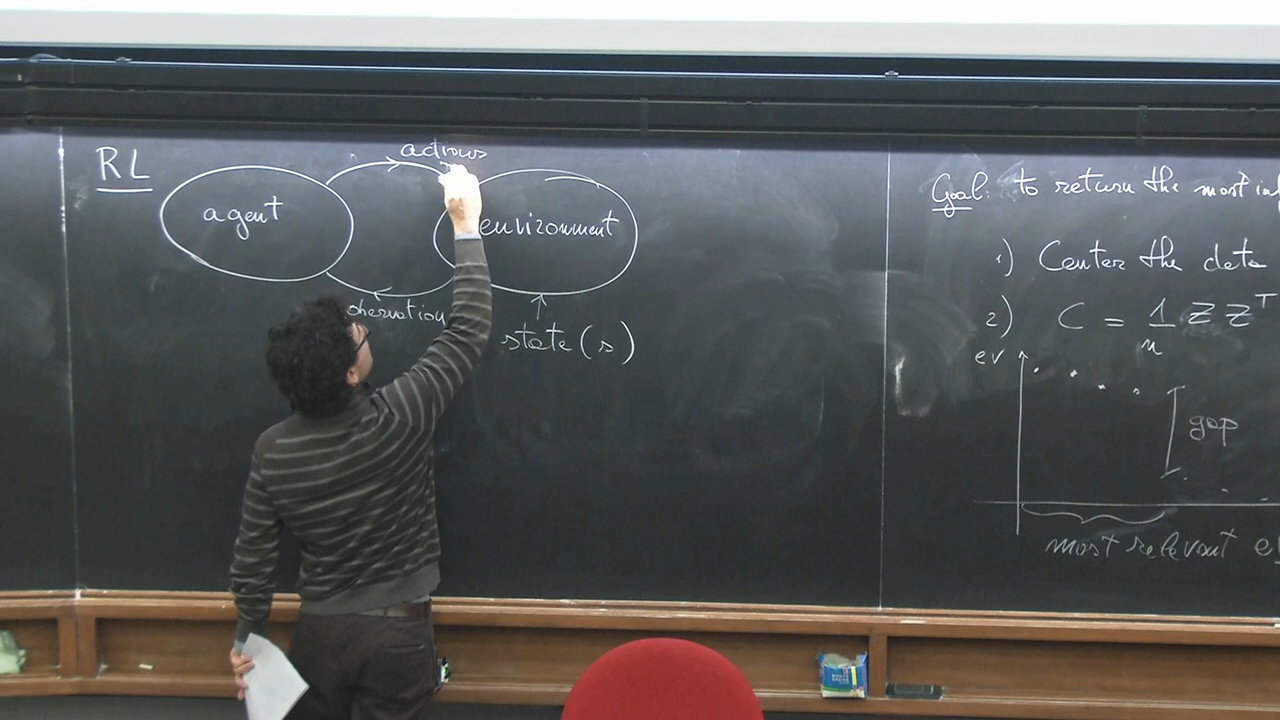 RL
actions
agent
environment
observation
state (s)
Goal: to return the most
1) Center the data
2) C = 1/n Z Z^T
ev
gap
most relevant